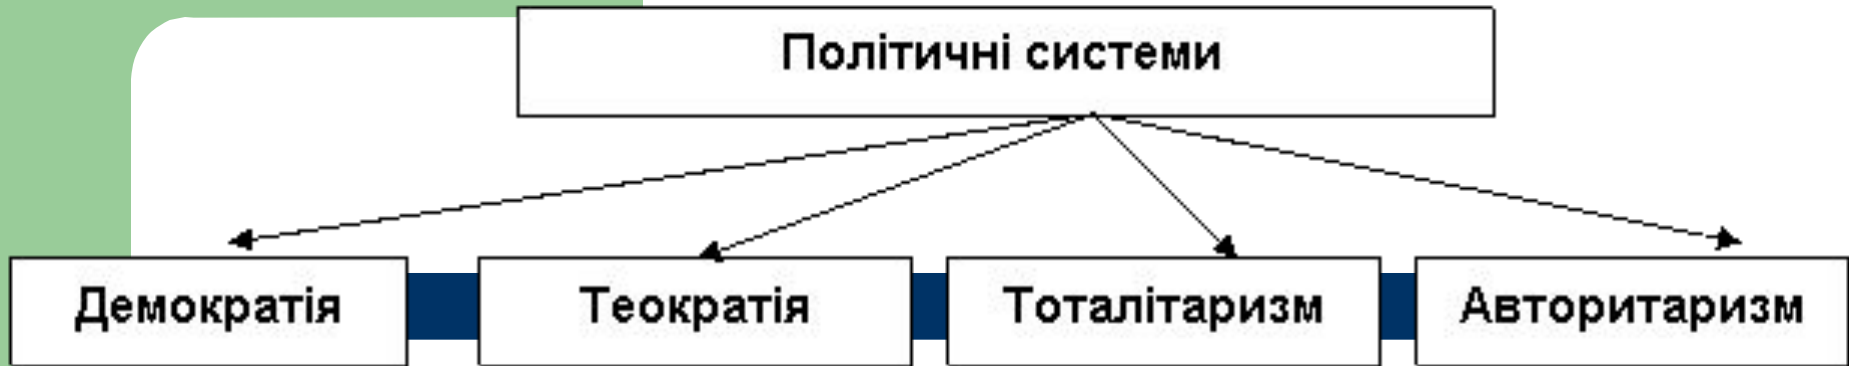 Політичні системи
Демократія
Теократія
Тоталітаризм
Авторитаризм